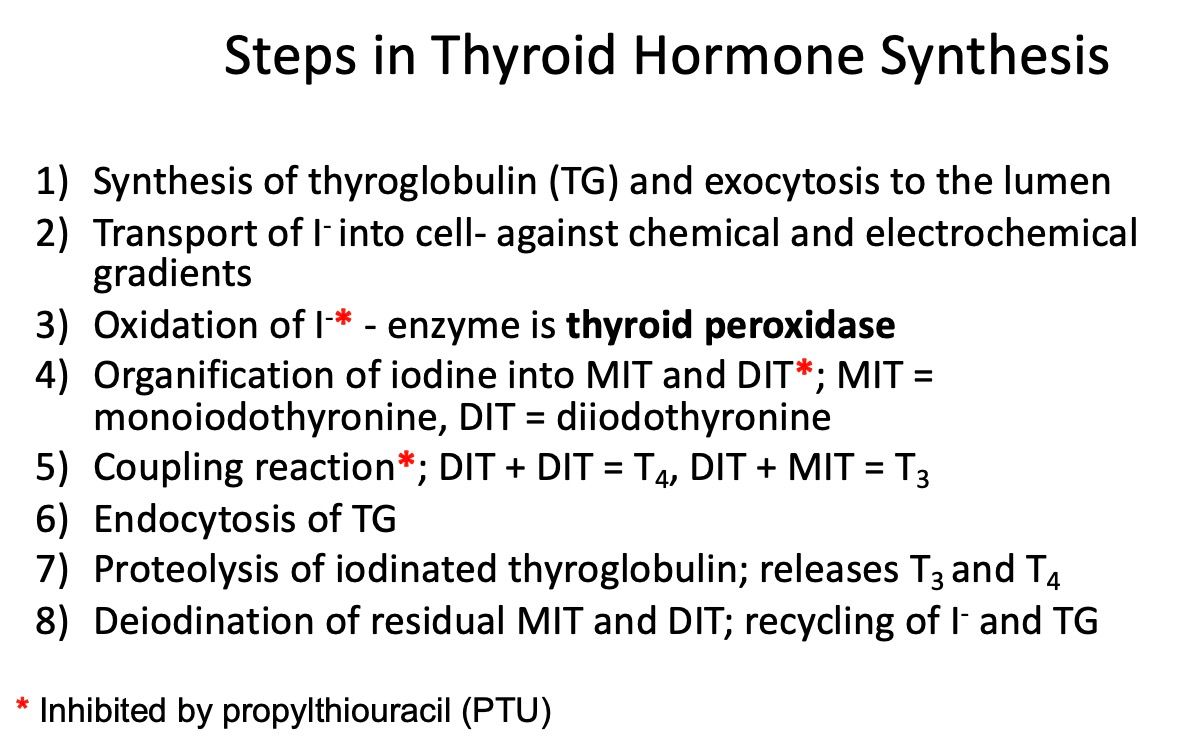 Steps in Thyroid Hormone Synthesis
1) Synthesis of thyroglobulin (TG) and exocytosis to the lumen
2) Transport of I⁻ into cell- against chemical and electrochemical
gradients
3) Oxidation of I⁻* - enzyme is thyroid peroxidase
4) Organification of iodine into MIT and DIT*; MIT =
monoiodothyronine, DIT = diiodothyronine
5) Coupling reaction*; DIT + DIT = T₄, DIT + MIT = T₃
6) Endocytosis of TG
7) Proteolysis of iodinated thyroglobulin; releases T₃ and T₄
8) Deiodination of residual MIT and DIT; recycling of I⁻ and TG
* Inhibited by propylthiouracil (PTU)